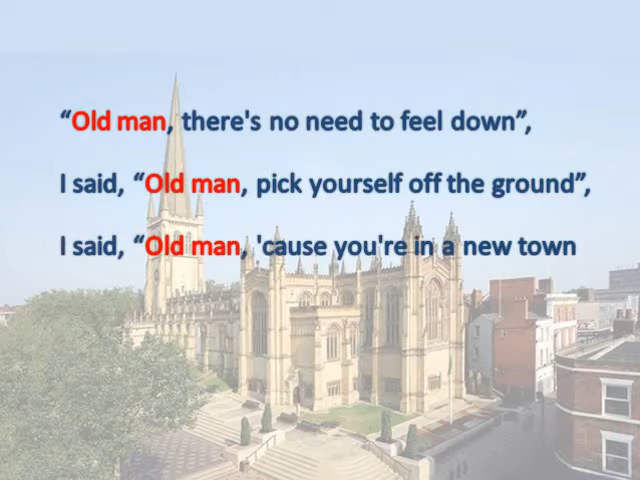 “Old man, there's no need to feel down”,
I said, “Old man, pick yourself off the ground”,
I said, “Old man, 'cause you're in a new town